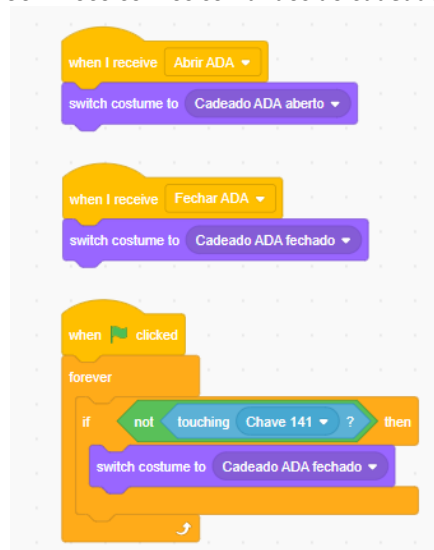 when I receive Abrir ADA
switch costume to Cadeado ADA aberto
when I receive Fechar ADA
switch costume to Cadeado ADA fechado
when clicked
forever
if not touching Chave 141 ? then
switch costume to Cadeado ADA fechado